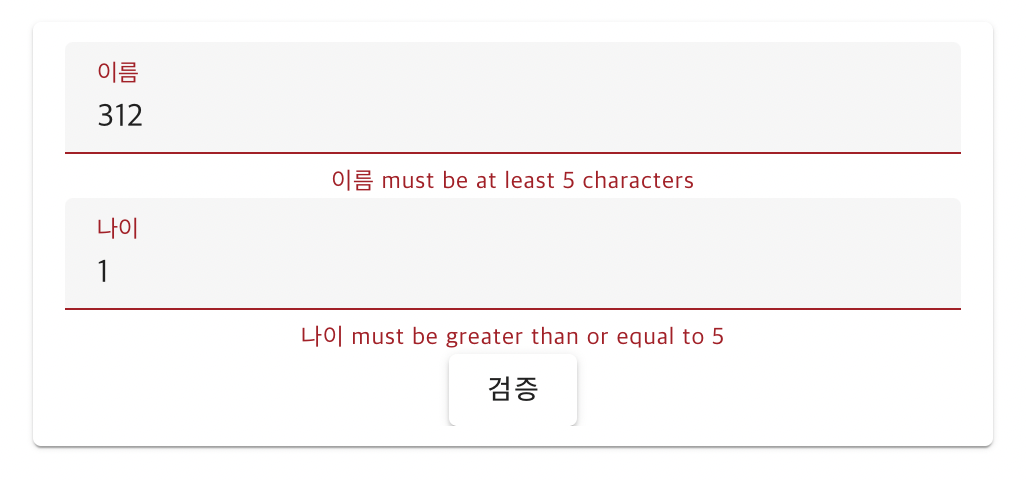 이름
312
이름 must be at least 5 characters
나이
1
나이 must be greater than or equal to 5
검증